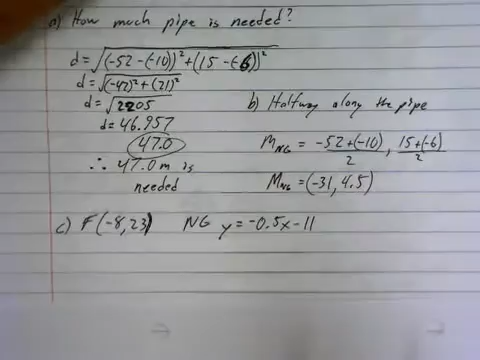 a) How much pipe is needed?
d = √(-52 - (-10))² + (15 - (-6))²
d = √(-42)² + (21)²
d = √2205
d = 46.957
47.0
∴ 47.0 m is
needed
b) Halfway along the pipe
M_NG = -52 + (-10) / 2 , 15 + (-6) / 2
M_NG = (-31, 4.5)
c) F(-8, 23) NG y = -0.5x - 11